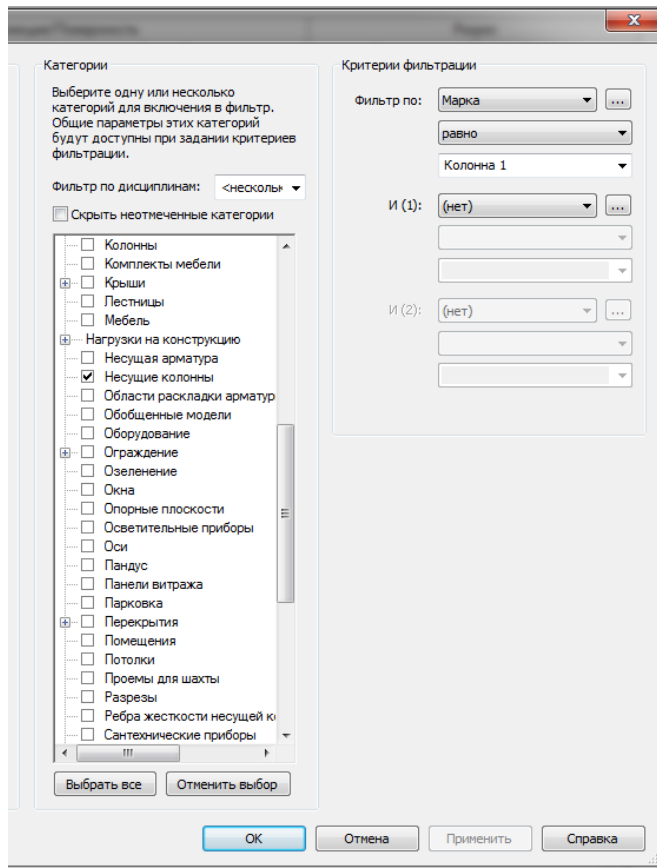 Категории
Выберите одну или несколько
категорий для включения в фильтр.
Общие параметры этих категорий
будут доступны при задании критериев
фильтрации.
Фильтр по дисциплинам: <нескольк
Скрыть неотмеченные категории
Колонны
Комплекты мебели
Крыши
Лестницы
Мебель
Нагрузки на конструкцию
Несущая арматура
Несущие колонны
Области раскладки арматур
Обобщенные модели
Оборудование
Ограждение
Озеленение
Окна
Опорные плоскости
Осветительные приборы
Оси
Пандус
Панели витража
Парковка
Перекрытия
Помещения
Потолки
Проемы для шахты
Разрезы
Ребра жесткости несущей к
Сантехнические приборы
Выбрать все Отменить выбор
Критерии фильтрации
Фильтр по: Марка ...
равно
Колонна 1
И (1): (нет) ...
И (2): (нет) ...
OK Отмена Применить Справка